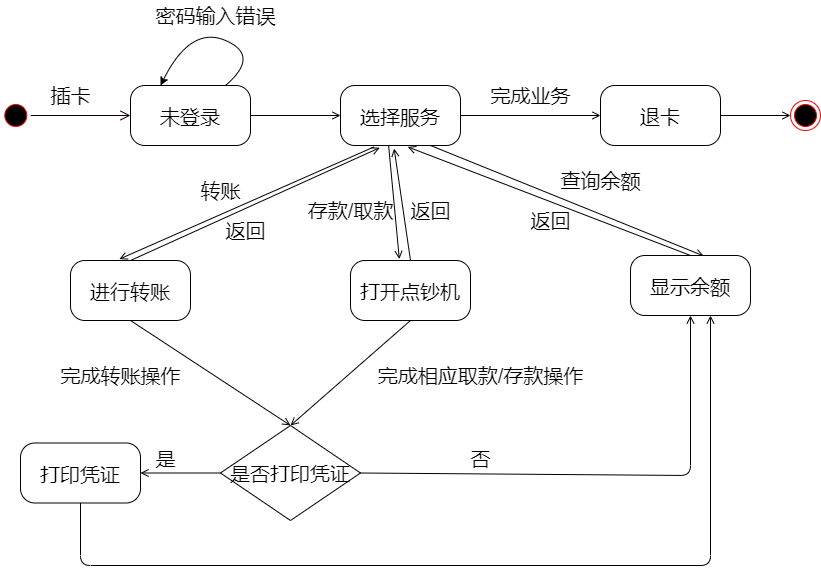 密码输入错误
插卡
未登录
选择服务
完成业务
退卡
转账
返回
存款/取款
返回
查询余额
返回
进行转账
打开点钞机
显示余额
完成转账操作
完成相应取款/存款操作
打印凭证
是
是否打印凭证
否